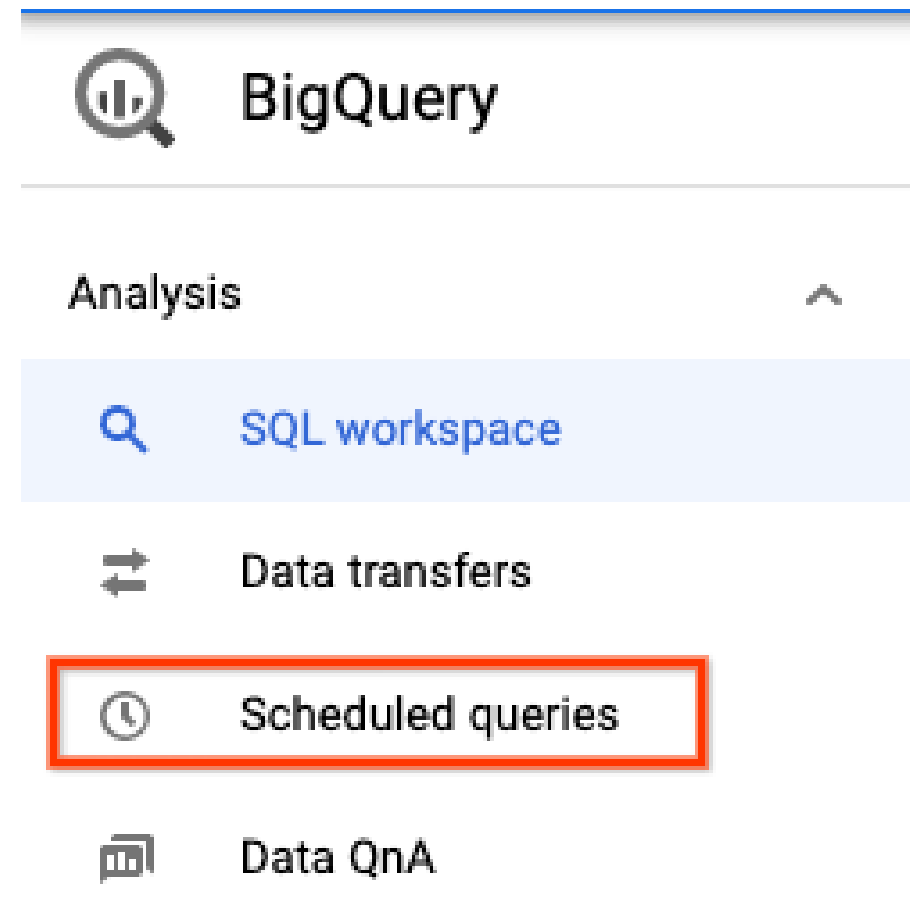 BigQuery
Analysis
SQL workspace
Data transfers
Scheduled queries
Data QnA